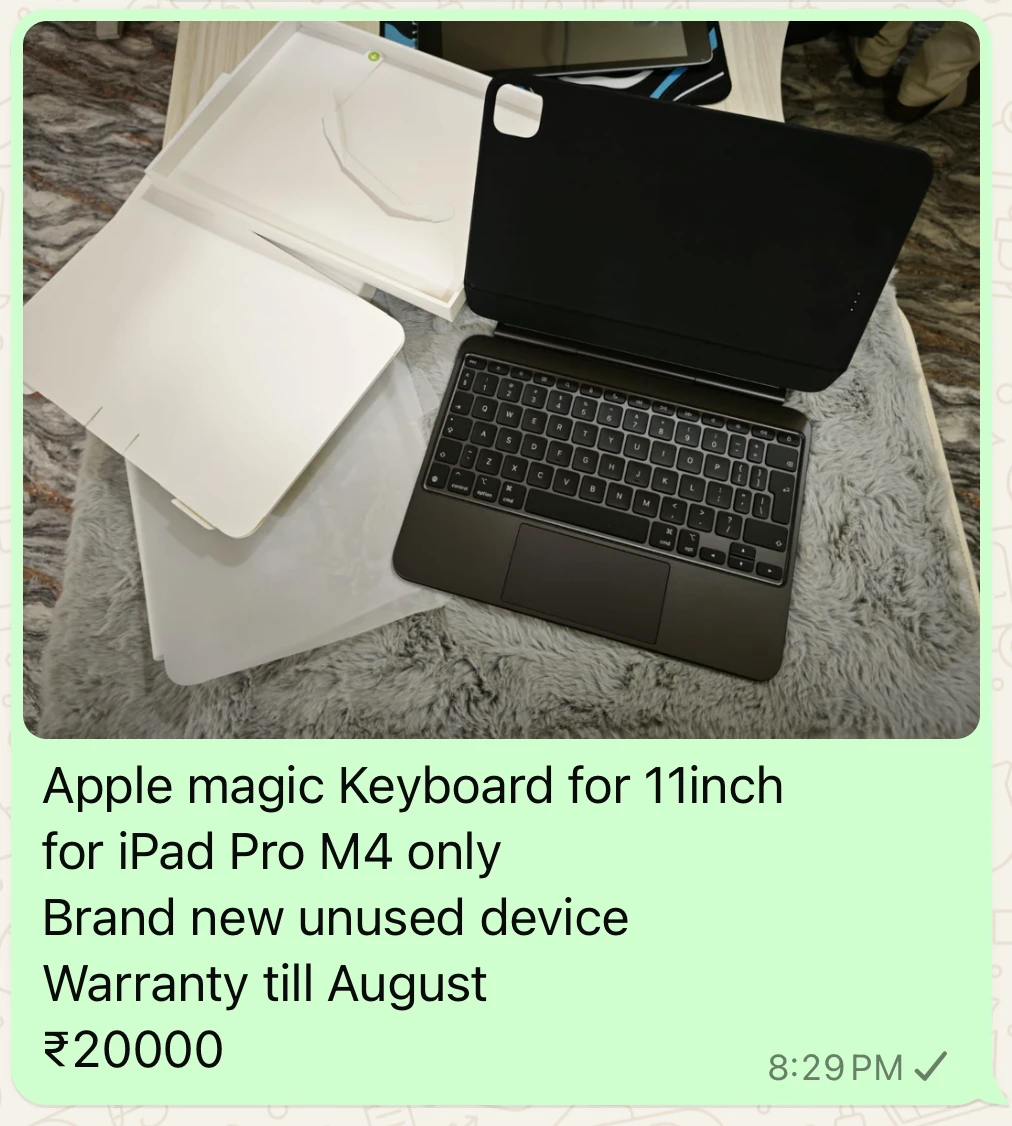 Apple magic Keyboard for 11inch
for iPad Pro M4 only
Brand new unused device
Warranty till August
₹20000
8:29 PM